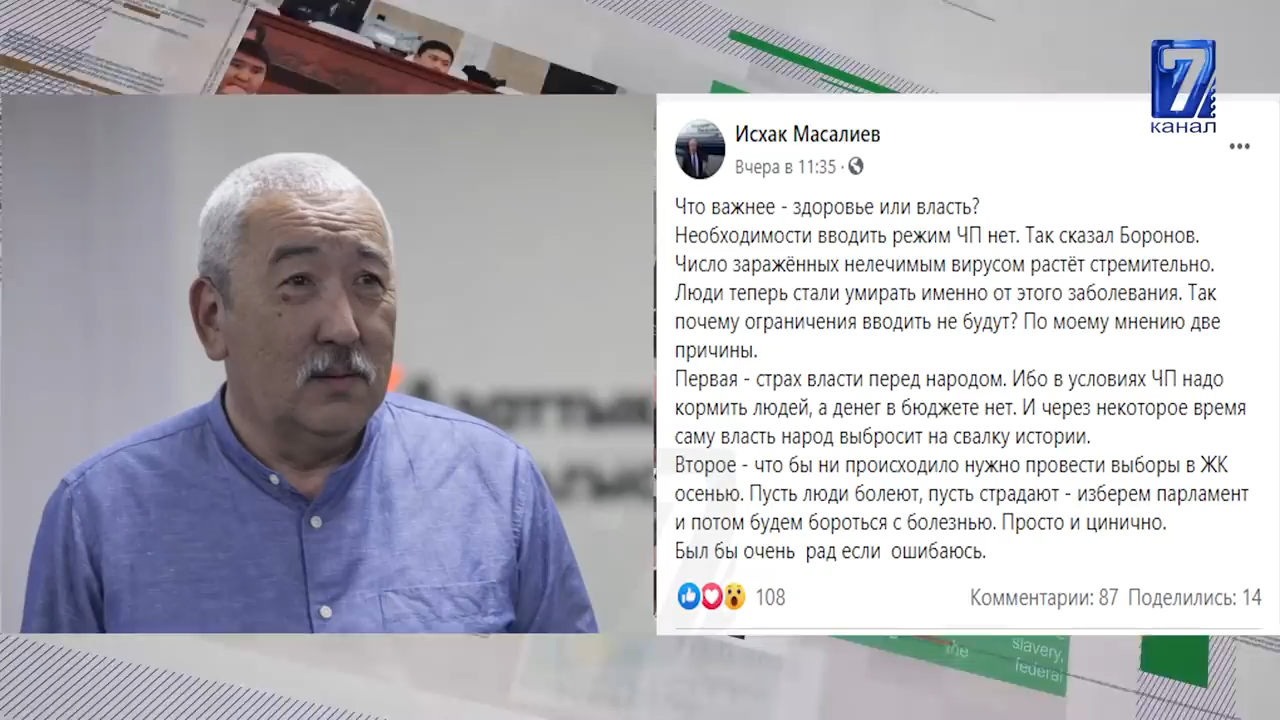 7
канал
Исхак Масалиев
Вчера в 11:35 ·
Что важнее - здоровье или власть?
Необходимости вводить режим ЧП нет. Так сказал Боронов.
Число заражённых нелечимым вирусом растёт стремительно.
Люди теперь стали умирать именно от этого заболевания. Так
почему ограничения вводить не будут? По моему мнению две
причины.
Первая - страх власти перед народом. Ибо в условиях ЧП надо
кормить людей, а денег в бюджете нет. И через некоторое время
саму власть народ выбросит на свалку истории.
Второе - что бы ни происходило нужно провести выборы в ЖК
осенью. Пусть люди болеют, пусть страдают - изберем парламент
и потом будем бороться с болезнью. Просто и цинично.
Был бы очень рад если ошибаюсь.
108
Комментарии: 87 Поделились: 14
the
slavery,
federal